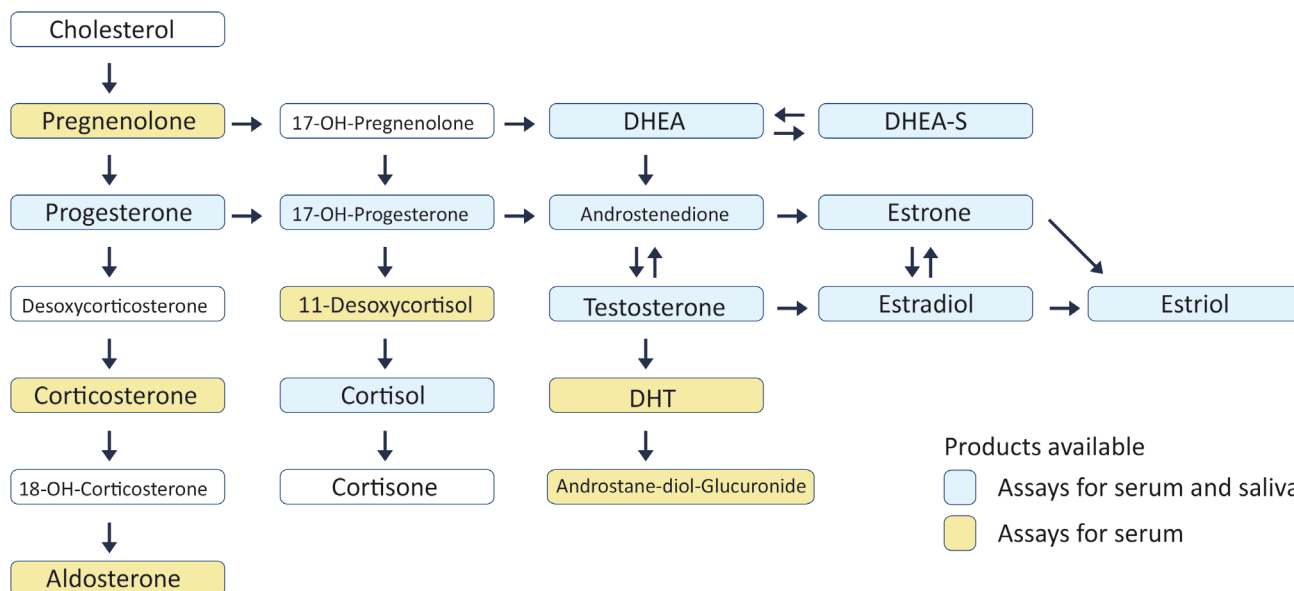 Cholesterol
Pregnenolone
17-OH-Pregnenolone
DHEA
DHEA-S
Progesterone
17-OH-Progesterone
Androstenedione
Estrone
Desoxycorticosterone
11-Desoxycortisol
Testosterone
Estradiol
Estriol
Corticosterone
Cortisol
DHT
18-OH-Corticosterone
Cortisone
Androstane-diol-Glucuronide
Aldosterone
Products available
Assays for serum and saliva
Assays for serum